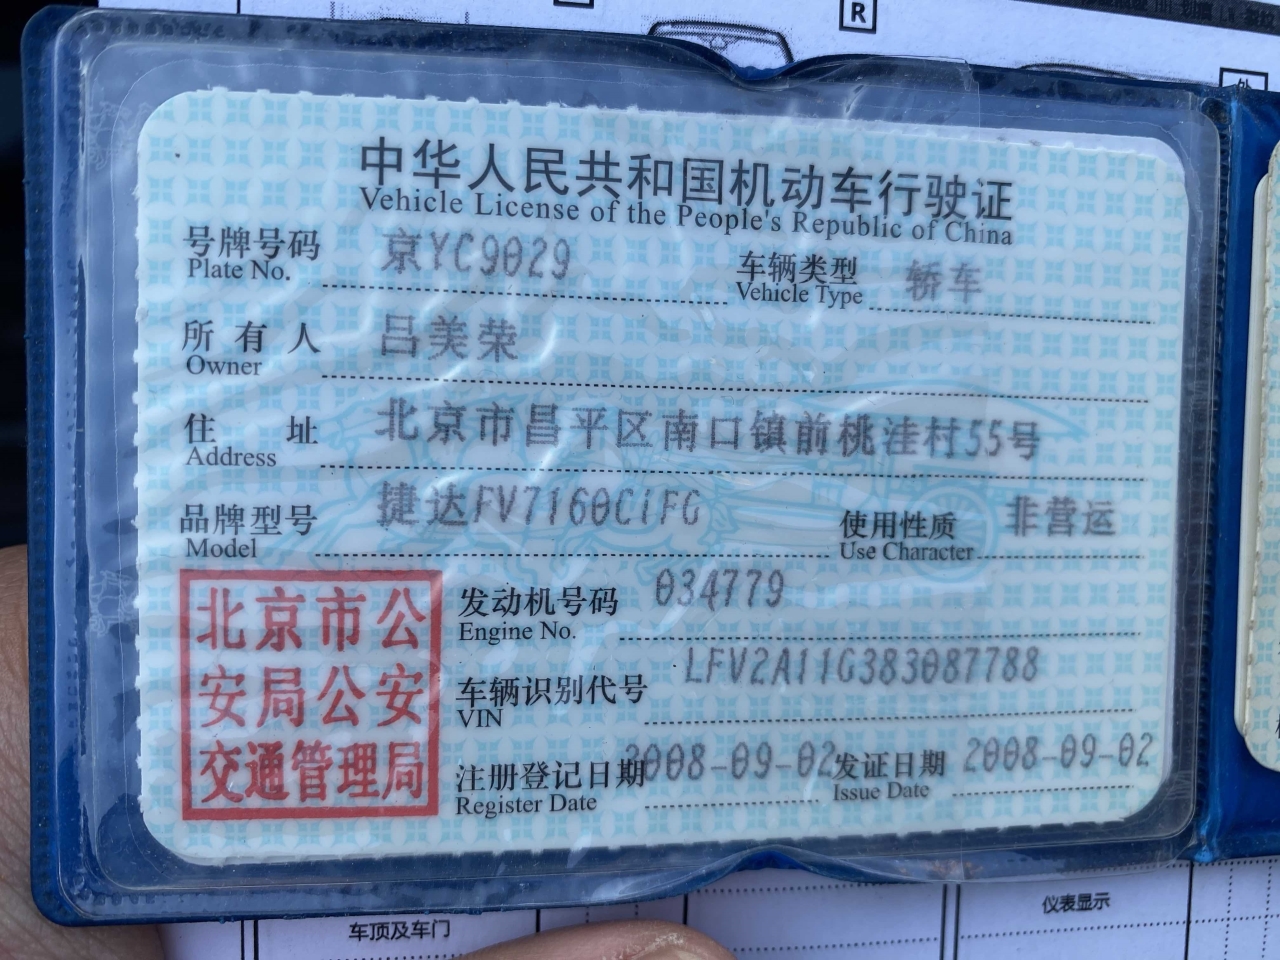 R
外
中华人民共和国机动车行驶证
Vehicle License of the People's Republic of China
号牌号码 京YC9029 车辆类型 轿车
Plate No. Vehicle Type
所有人 吕美荣
Owner
住址 北京市昌平区南口镇前桃洼村55号
Address
品牌型号 捷达FV7160CiFG 使用性质 非营运
Model Use Character
北京市公
安局公安
交通管理局
发动机号码 034779
Engine No.
车辆识别代号 LFV2A11G383087788
VIN
注册登记日期 2008-09-02 发证日期 2008-09-02
Register Date Issue Date
仪表显示
车顶及车门